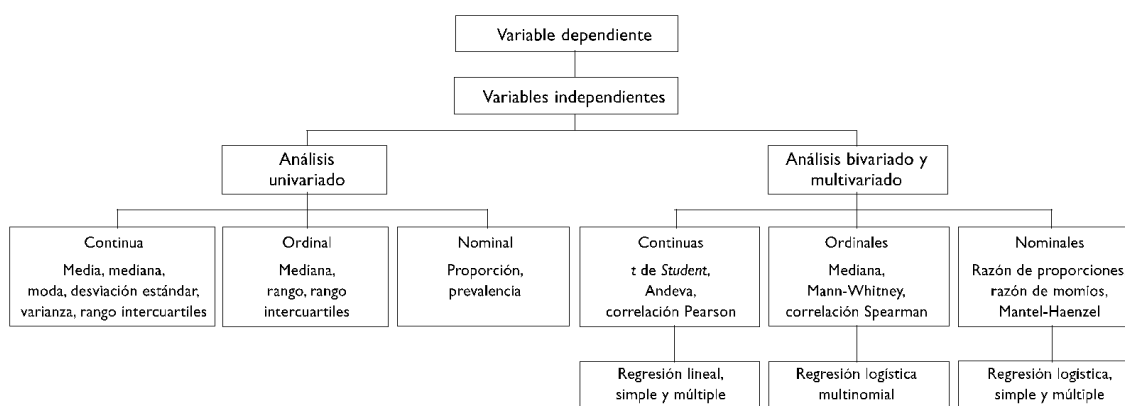 Variable dependiente
Variables independientes
Análisis
univariado
Análisis bivariado y
multivariado
Continua
Media, mediana,
moda, desviación estándar,
varianza, rango intercuartiles
Ordinal
Mediana,
rango, rango
intercuartiles
Nominal
Proporción,
prevalencia
Continuas
t de Student,
Andeva,
correlación Pearson
Ordinales
Mediana,
Mann-Whitney,
correlación Spearman
Nominales
Razón de proporciones
razón de momios,
Mantel-Haenzel
Regresión lineal,
simple y múltiple
Regresión logística
multinomial
Regresión logística,
simple y múltiple